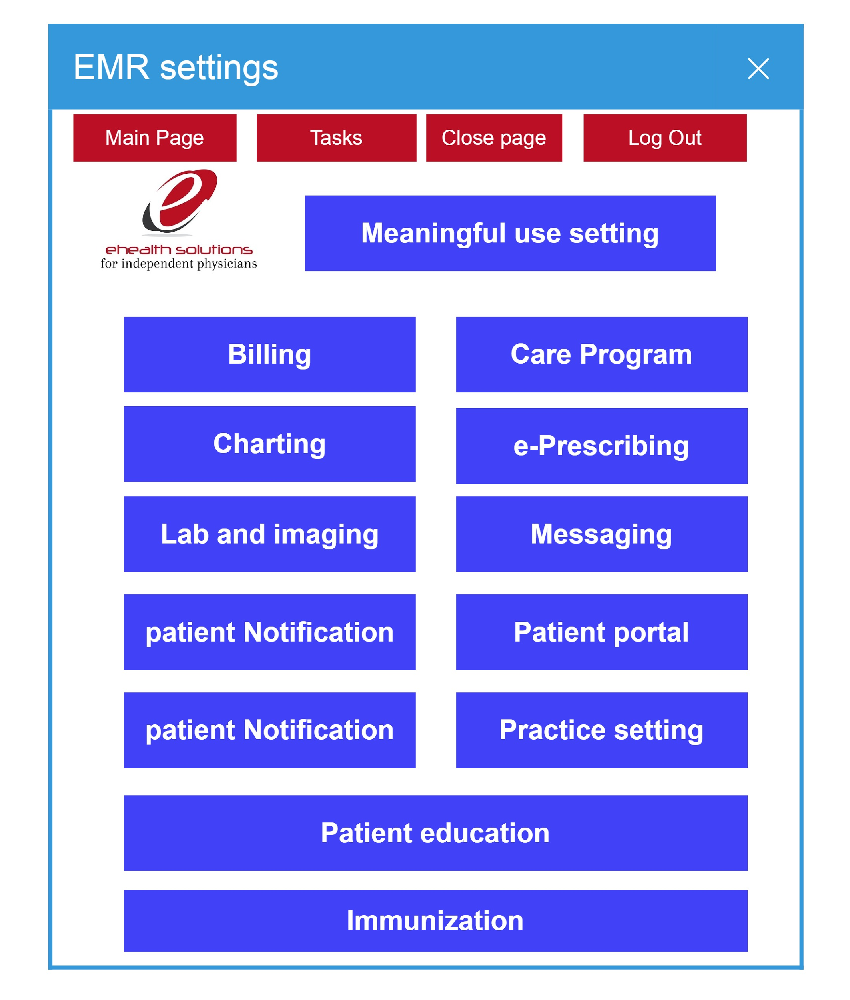 EMR settings
Main Page
Tasks
Close page
Log Out
ehealth solutions
for independent physicians
Meaningful use setting
Billing
Care Program
Charting
e-Prescribing
Lab and imaging
Messaging
patient Notification
Patient portal
patient Notification
Practice setting
Patient education
Immunization